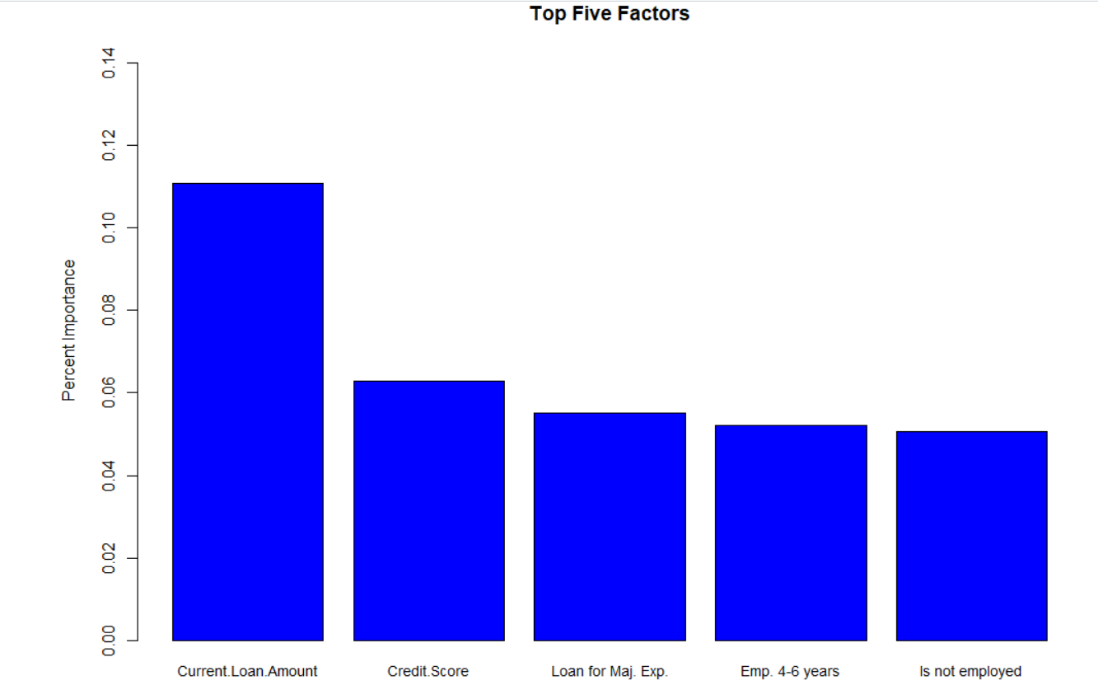 Top Five Factors
Percent Importance
0.14
0.12
0.10
0.08
0.06
0.04
0.02
0.00
Current.Loan.Amount Credit.Score Loan for Maj. Exp. Emp. 4-6 years Is not employed